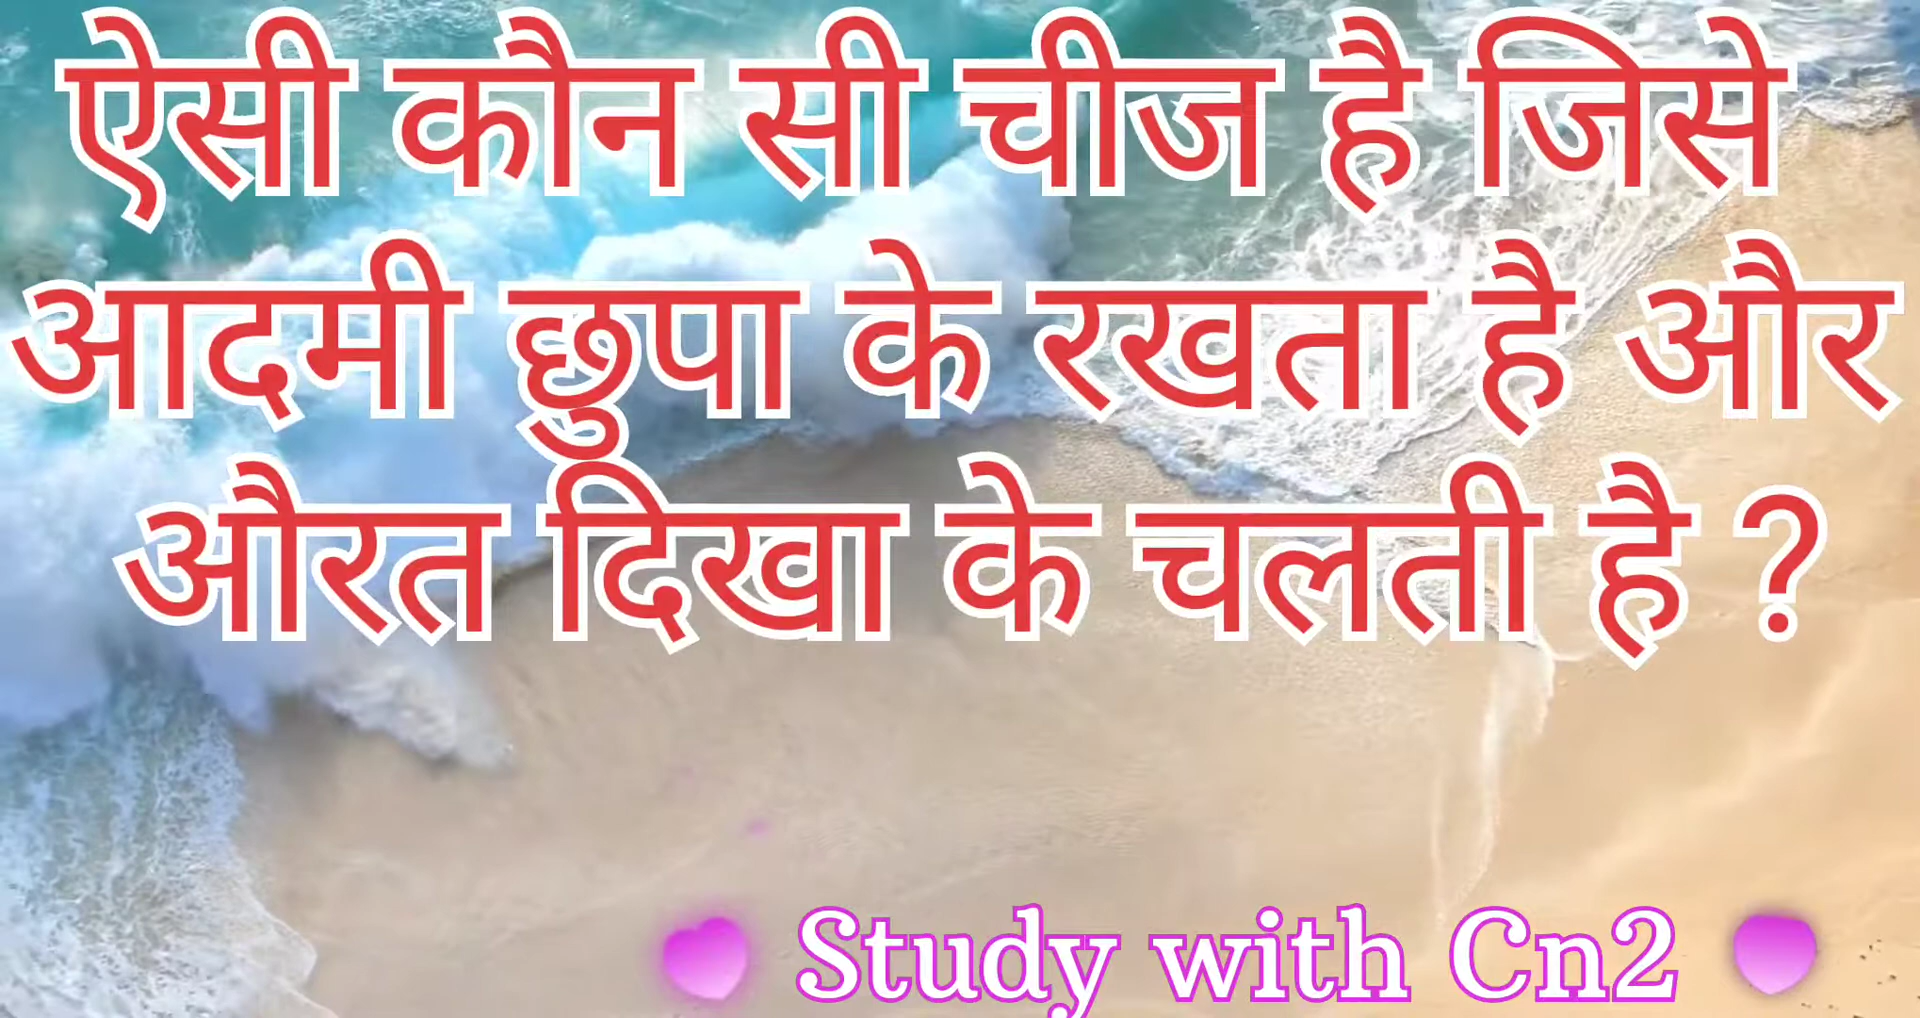 ऐसी कौन सी चीज है जिसे
आदमी छुपा के रखता है और
औरत दिखा के चलती है ?
Study with Cn2